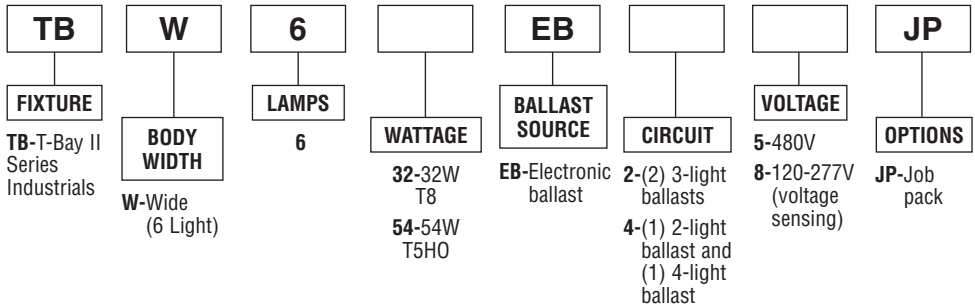 TB W 6 EB JP
FIXTURE
TB-T-Bay II
Series
Industrials
BODY
WIDTH
W-Wide
(6 Light)
LAMPS
6
WATTAGE
32-32W
T8
54-54W
T5HO
BALLAST
SOURCE
EB-Electronic
ballast
CIRCUIT
2-(2) 3-light
ballasts
4-(1) 2-light
ballast and
(1) 4-light
ballast
VOLTAGE
5-480V
8-120-277V
(voltage
sensing)
OPTIONS
JP-Job
pack